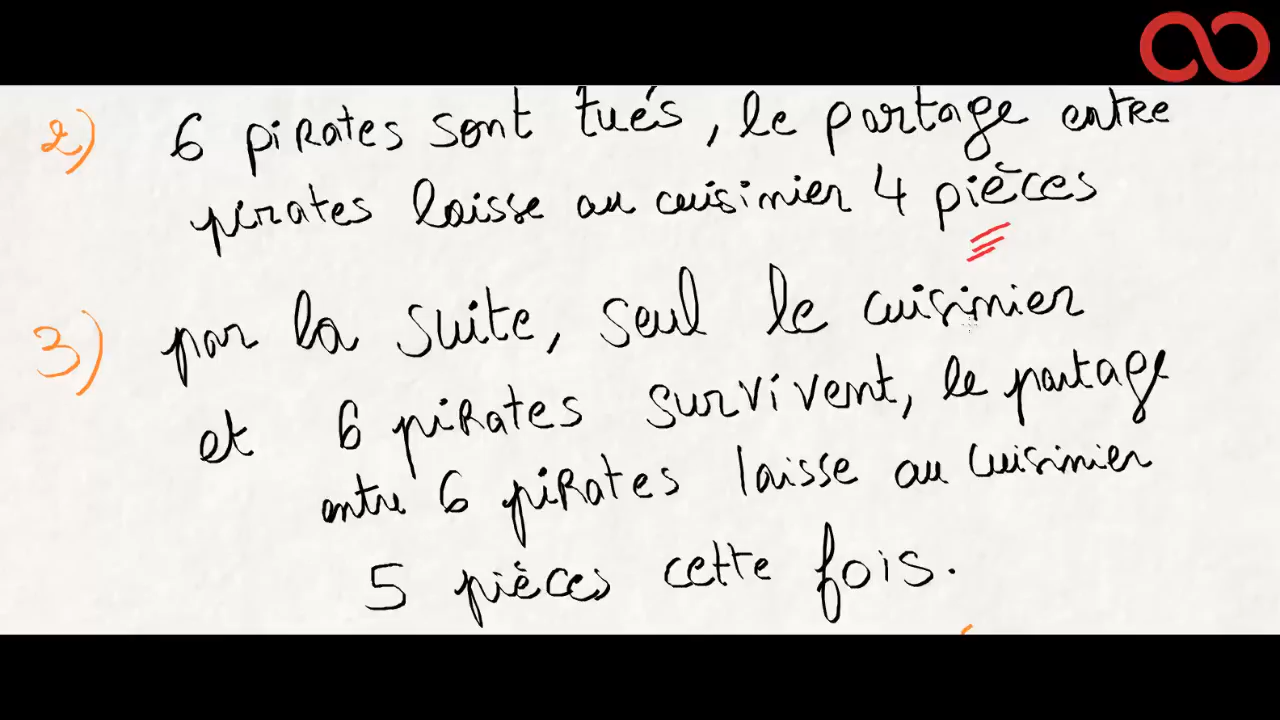 2) 6 pirates sont tués, le partage entre
pirates laisse au cuisinier 4 pièces
3) par la suite, seul le cuisinier
et 6 pirates survivent, le partage
entre 6 pirates laisse au cuisinier
5 pièces cette fois.